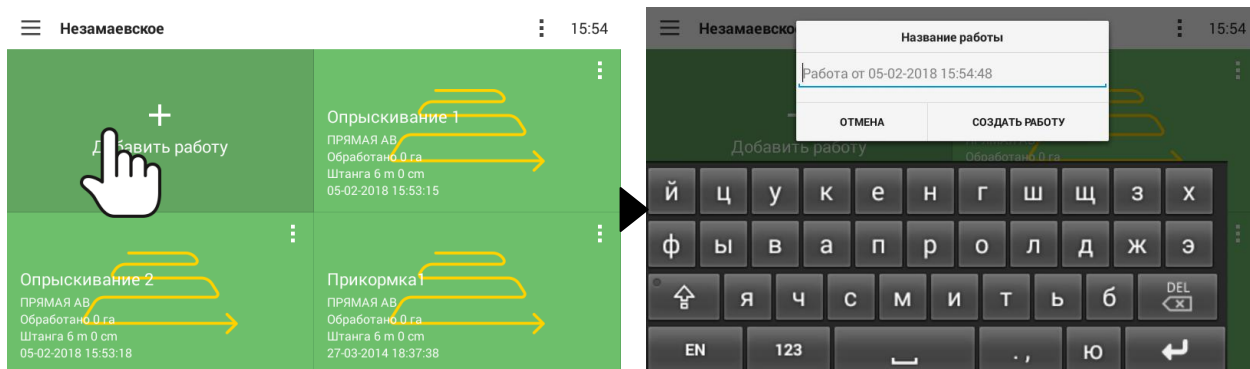 Незамаевское
15:54
Добавить работу
Опрыскивание 1
ПРЯМАЯ АВ
Обработано 0 га
Штанга 6 m 0 cm
05-02-2018 15:53:15
Опрыскивание 2
ПРЯМАЯ АВ
Обработано 0 га
Штанга 6 m 0 cm
05-02-2018 15:53:18
Прикормка1
ПРЯМАЯ АВ
Обработано 0 га
Штанга 6 m 0 cm
27-03-2014 18:37:38
Незамаевско
15:54
Название работы
Работа от 05-02-2018 15:54:48
ОТМЕНА
СОЗДАТЬ РАБОТУ
Добавить работу
Обработано 0 га
й ц у к е н г ш щ з х
ф ы в а п р о л д ж э
я ч с м и т ь б DEL
EN 123 . , ю